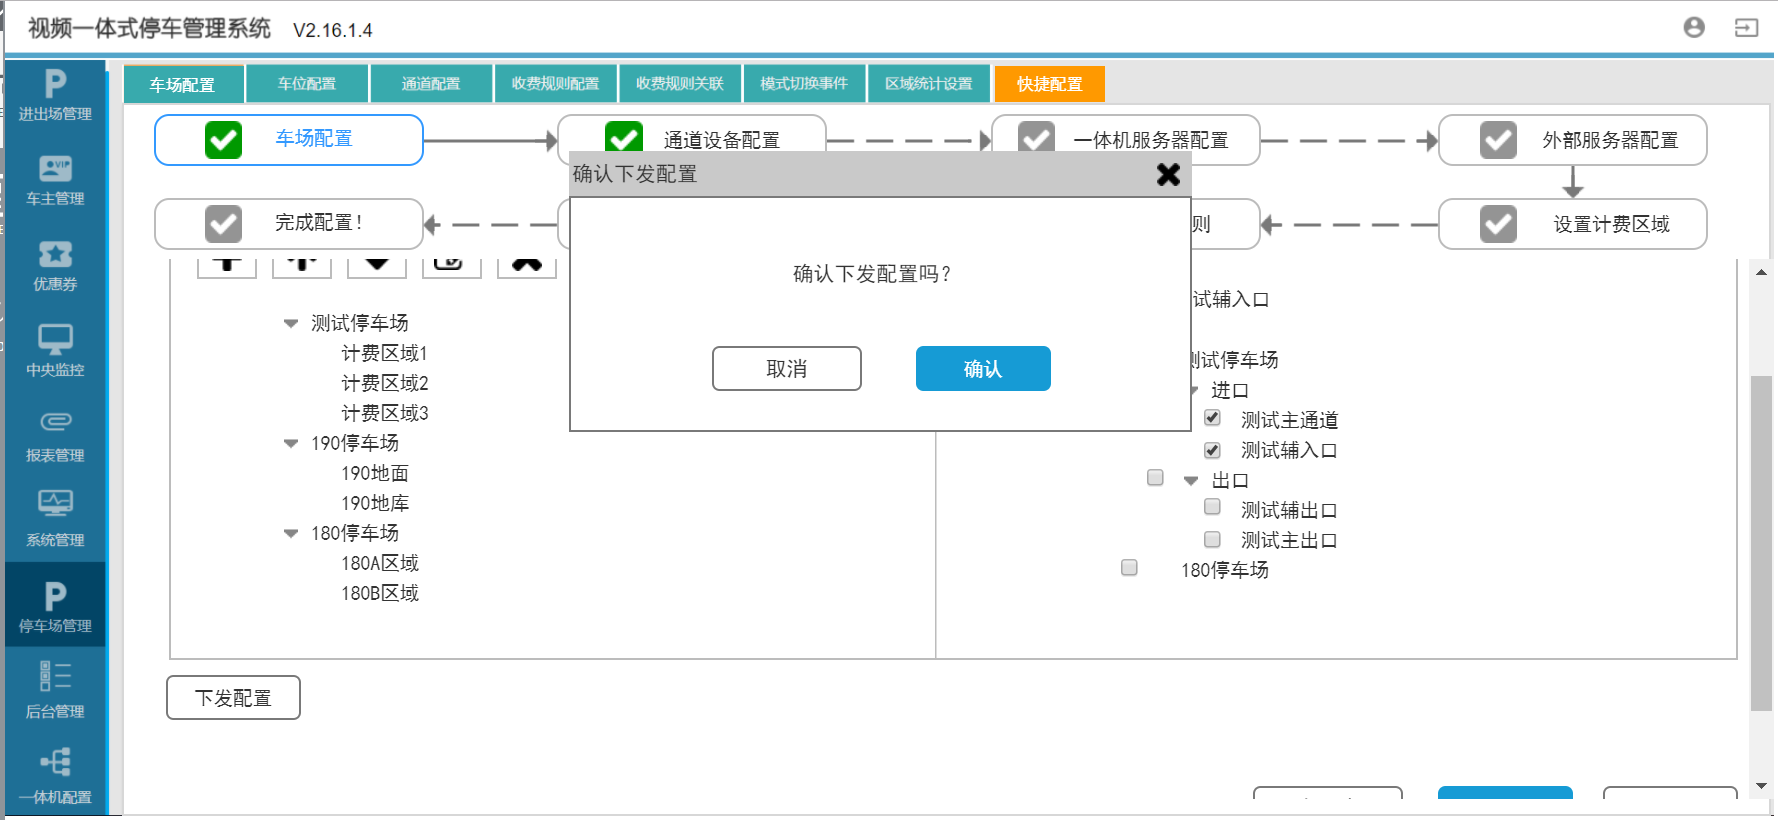 视频一体式停车管理系统 V2.16.1.4
进出场管理
车主管理
优惠券
中央监控
报表管理
系统管理
停车场管理
后台管理
一体机配置
车场配置 车位配置 通道配置 收费规则配置 收费规则关联 模式切换事件 区域统计设置 快捷配置
车场配置 通道设备配置 一体机服务器配置 外部服务器配置
完成配置! 则 设置计费区域
确认下发配置
确认下发配置吗?
取消 确认
测试停车场
计费区域1
计费区域2
计费区域3
190停车场
190地面
190地库
180停车场
180A区域
180B区域
试辅入口
测试停车场
进口
测试主通道
测试辅入口
出口
测试辅出口
测试主出口
180停车场
下发配置